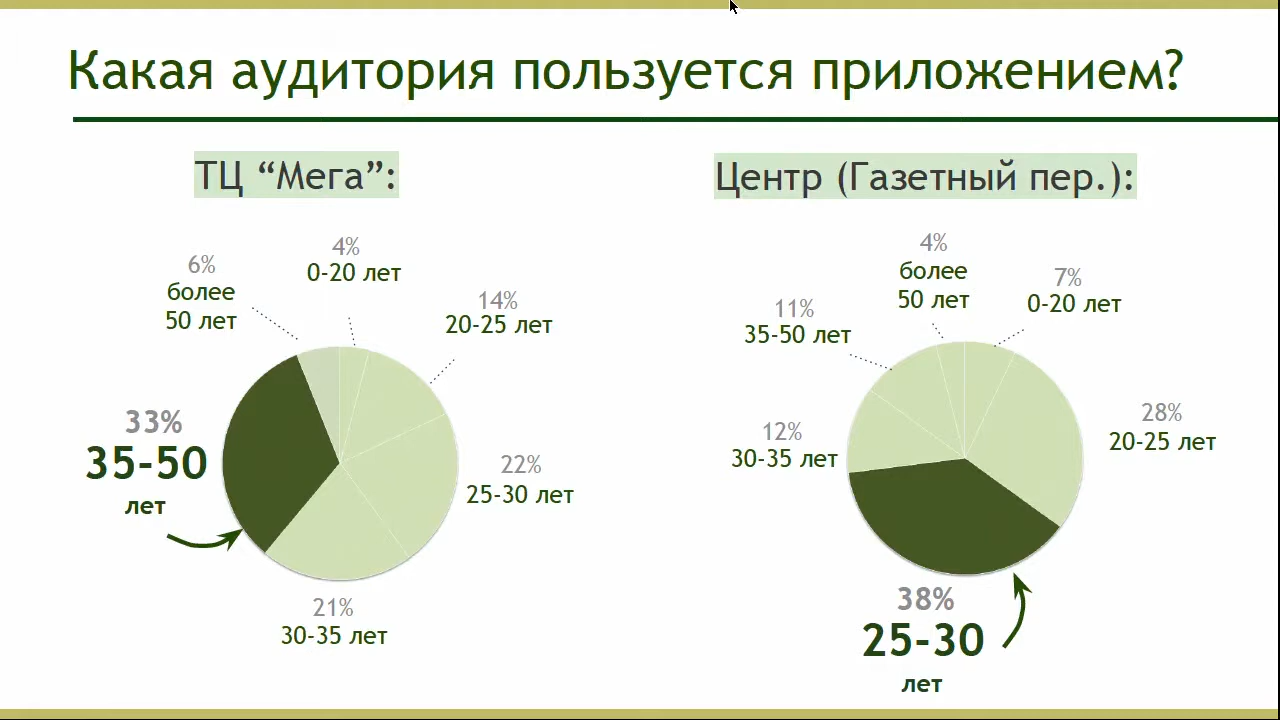 Какая аудитория пользуется приложением?
ТЦ “Мега”:
4%
0-20 лет
6%
более
50 лет
14%
20-25 лет
33%
35-50
лет
22%
25-30 лет
21%
30-35 лет
Центр (Газетный пер.):
4%
более
50 лет
7%
0-20 лет
11%
35-50 лет
28%
20-25 лет
12%
30-35 лет
38%
25-30
лет